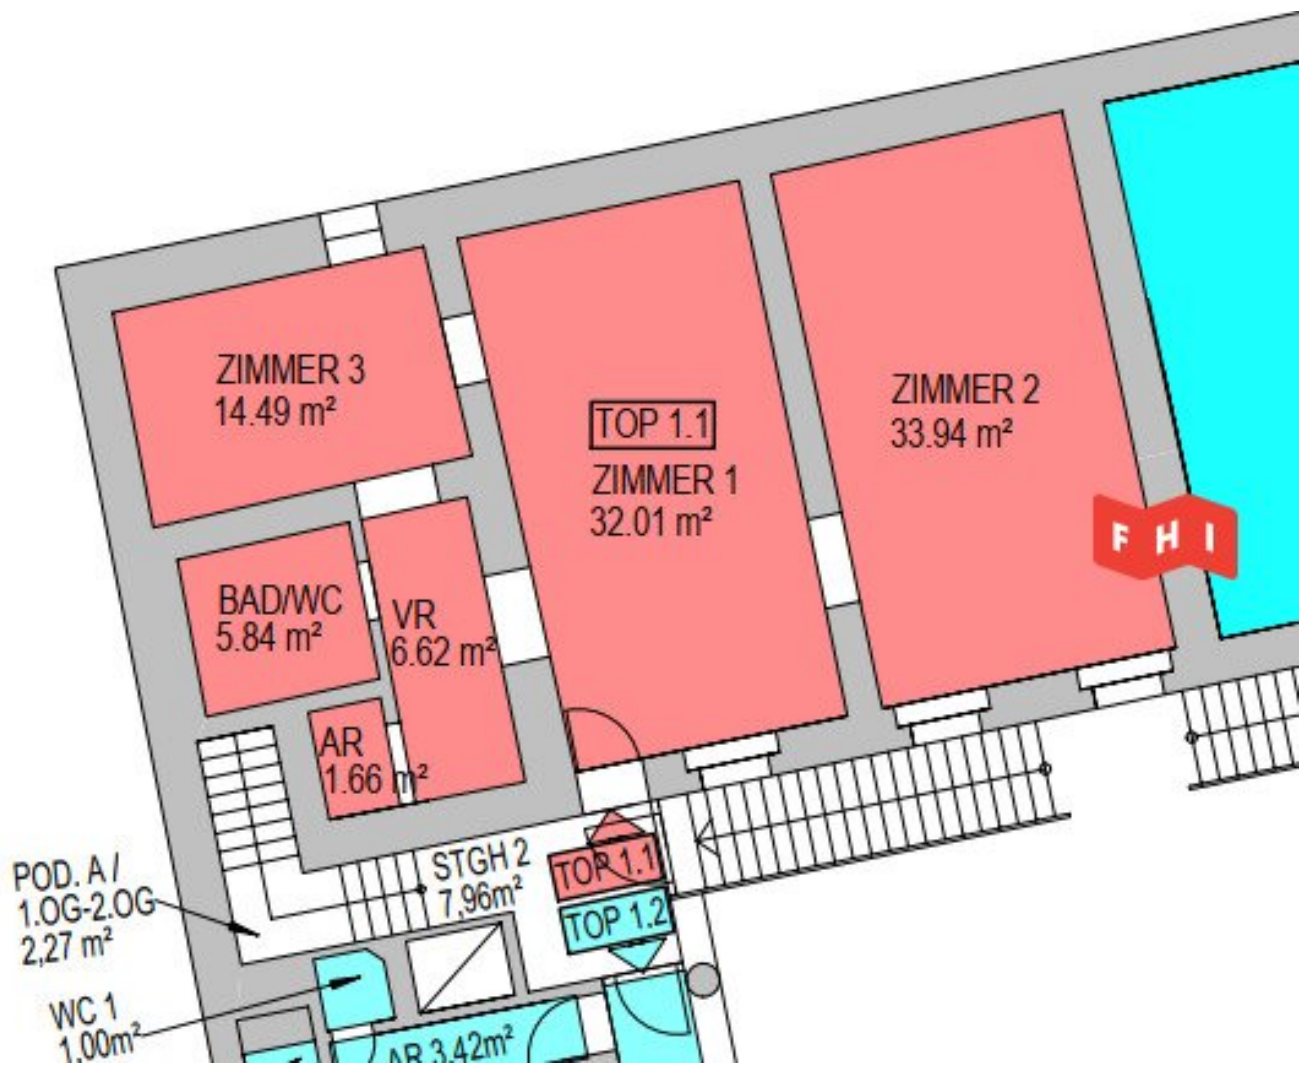 ZIMMER 3
14.49 m²
TOP 1.1
ZIMMER 1
32.01 m²
ZIMMER 2
33.94 m²
FHI
BAD/WC
5.84 m²
VR
6.62 m²
AR
1.66 m²
STGH 2
7,96m²
TOP 1.1
TOP 1.2
POD. A /
1.OG-2.OG
2,27 m²
WC 1
1,00m²
AR 3,42m²